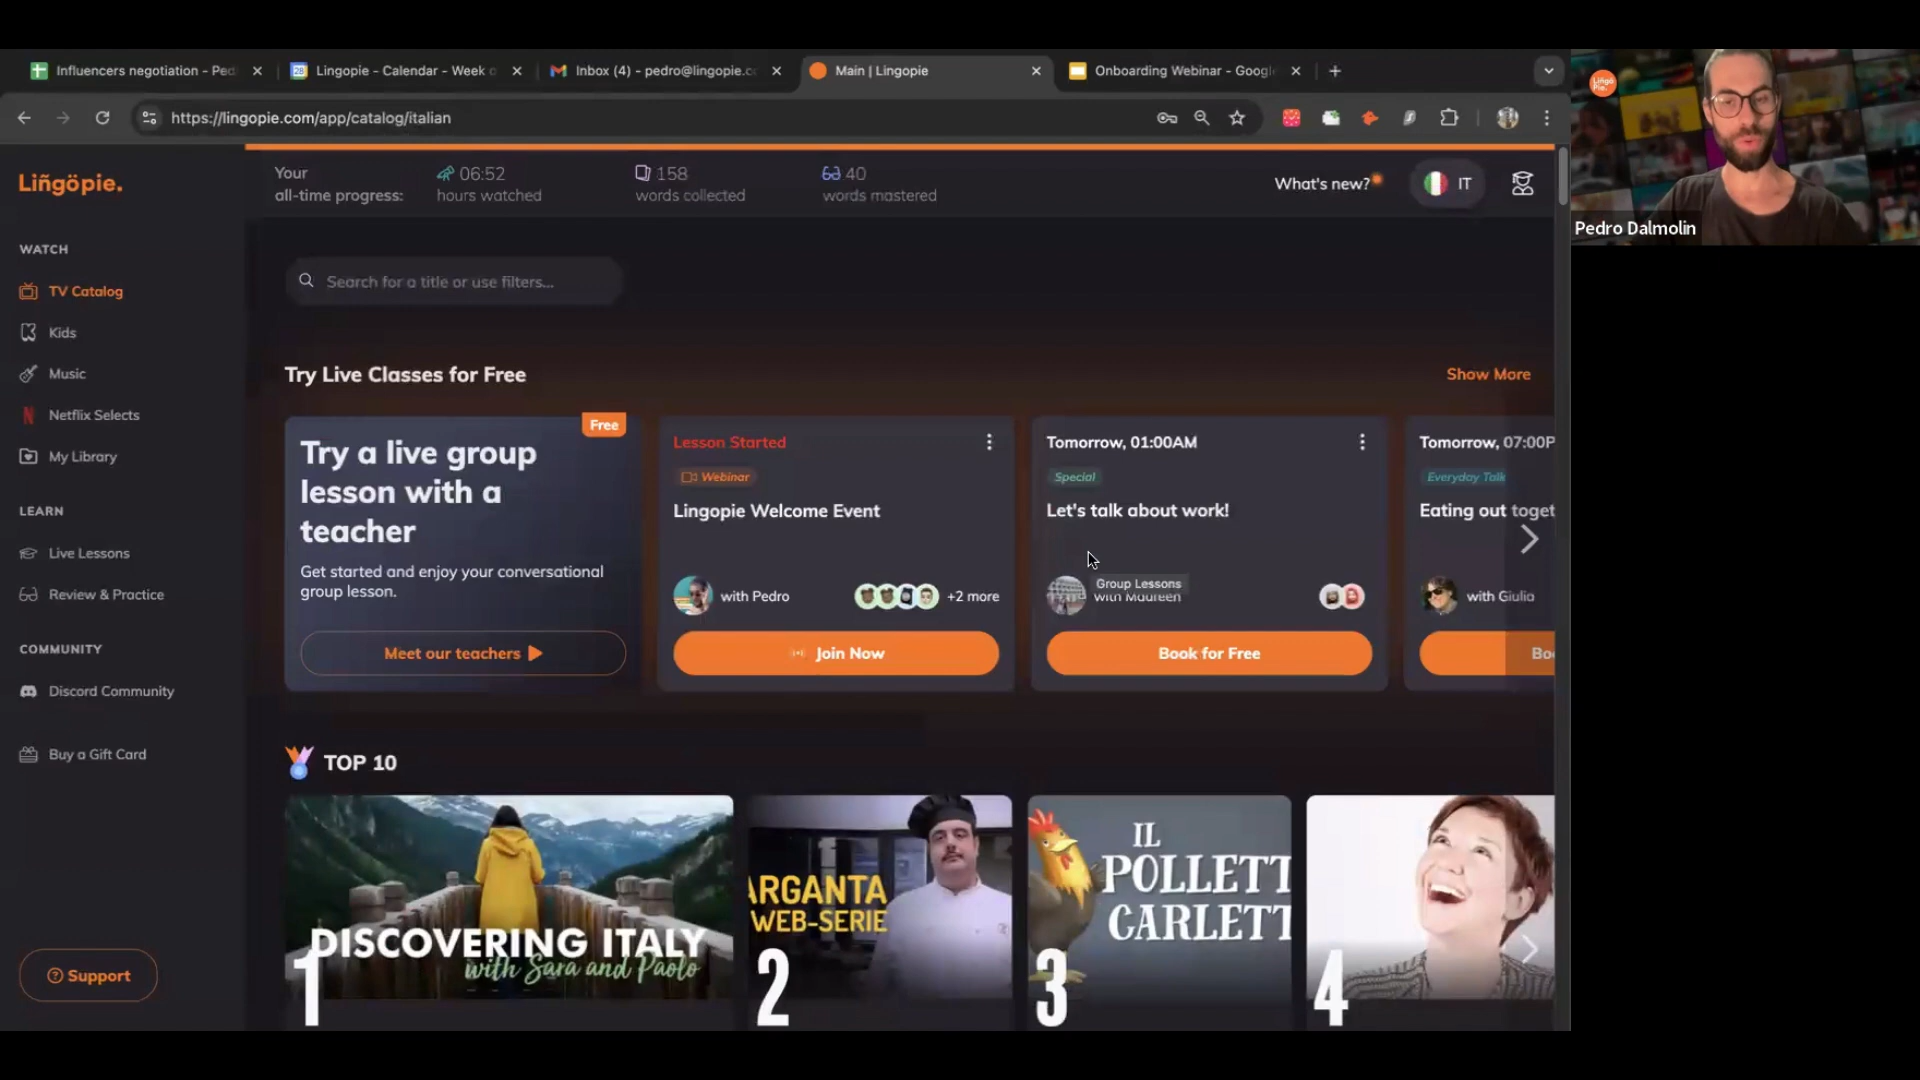 Influencers negotiation - Ped
Lingopie - Calendar - Week o
Inbox (4) - pedro@lingopie.c
Main | Lingopie
Onboarding Webinar - Googl
https://lingopie.com/app/catalog/italian
Liñgöpie.
Your
all-time progress:
06:52
hours watched
158
words collected
40
words mastered
What's new?
IT
Liñgö
Pie.
Pedro Dalmolin
WATCH
TV Catalog
Kids
Music
Netflix Selects
My Library
LEARN
Live Lessons
Review & Practice
COMMUNITY
Discord Community
Buy a Gift Card
Support
Search for a title or use filters...
Try Live Classes for Free
Show More
Free
Try a live group
lesson with a
teacher
Get started and enjoy your conversational
group lesson.
Meet our teachers
Lesson Started
Webinar
Lingopie Welcome Event
with Pedro
+2 more
Join Now
Tomorrow, 01:00AM
Special
Let's talk about work!
Group Lessons
with Maureen
Book for Free
Tomorrow, 07:00P
Everyday Talk
Eating out toget
with Giulia
Boo
TOP 10
DISCOVERING ITALY
with Sara and Paolo
1
ARGANTA
WEB-SERIE
2
IL
POLLETT
CARLETT
3
4